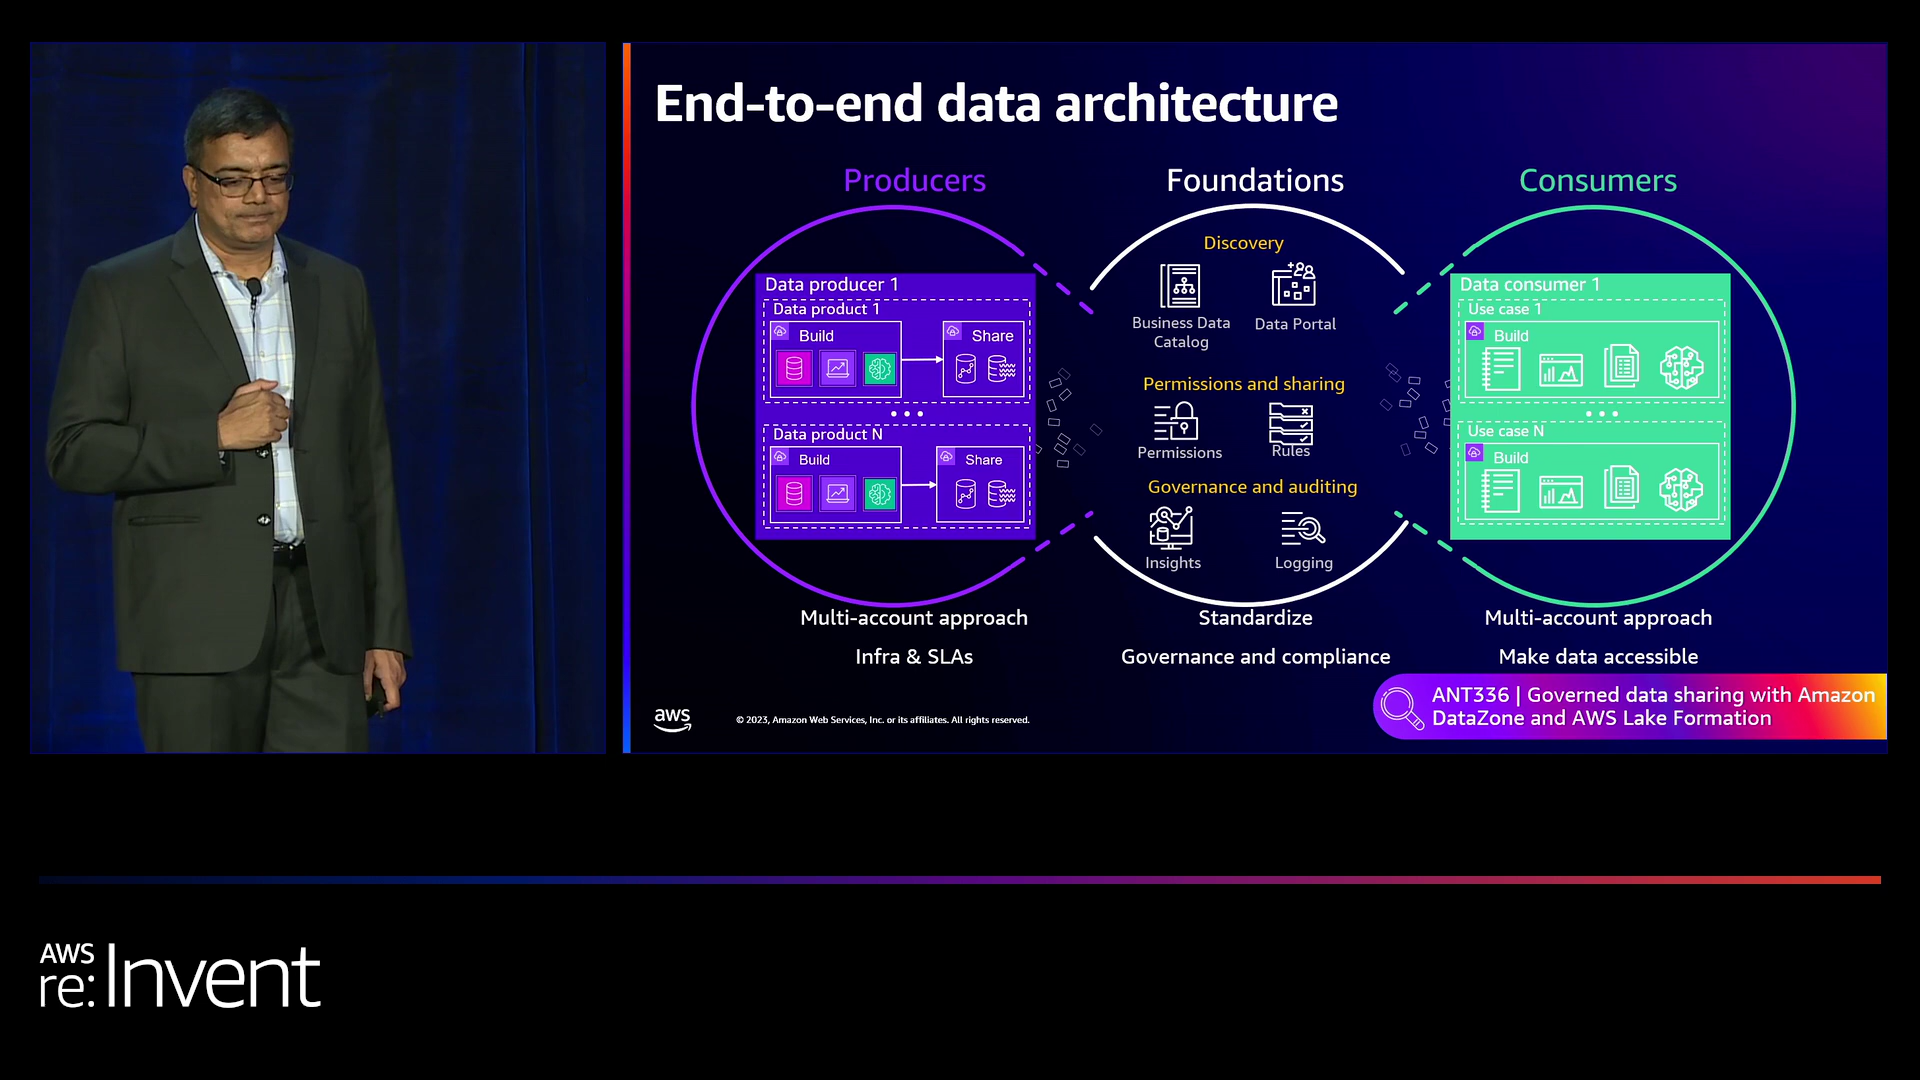 End-to-end data architecture
Producers
Foundations
Consumers
Data producer 1
Data product 1
Build
Share
Data product N
Build
Share
Multi-account approach
Infra & SLAs
Discovery
Business Data
Catalog
Data Portal
Permissions and sharing
Permissions
Rules
Governance and auditing
Insights
Logging
Standardize
Governance and compliance
Data consumer 1
Use case 1
Build
Use case N
Build
Multi-account approach
Make data accessible
ANT336 | Governed data sharing with Amazon
DataZone and AWS Lake Formation
aws
© 2023, Amazon Web Services, Inc. or its affiliates. All rights reserved.
AWS
re:Invent